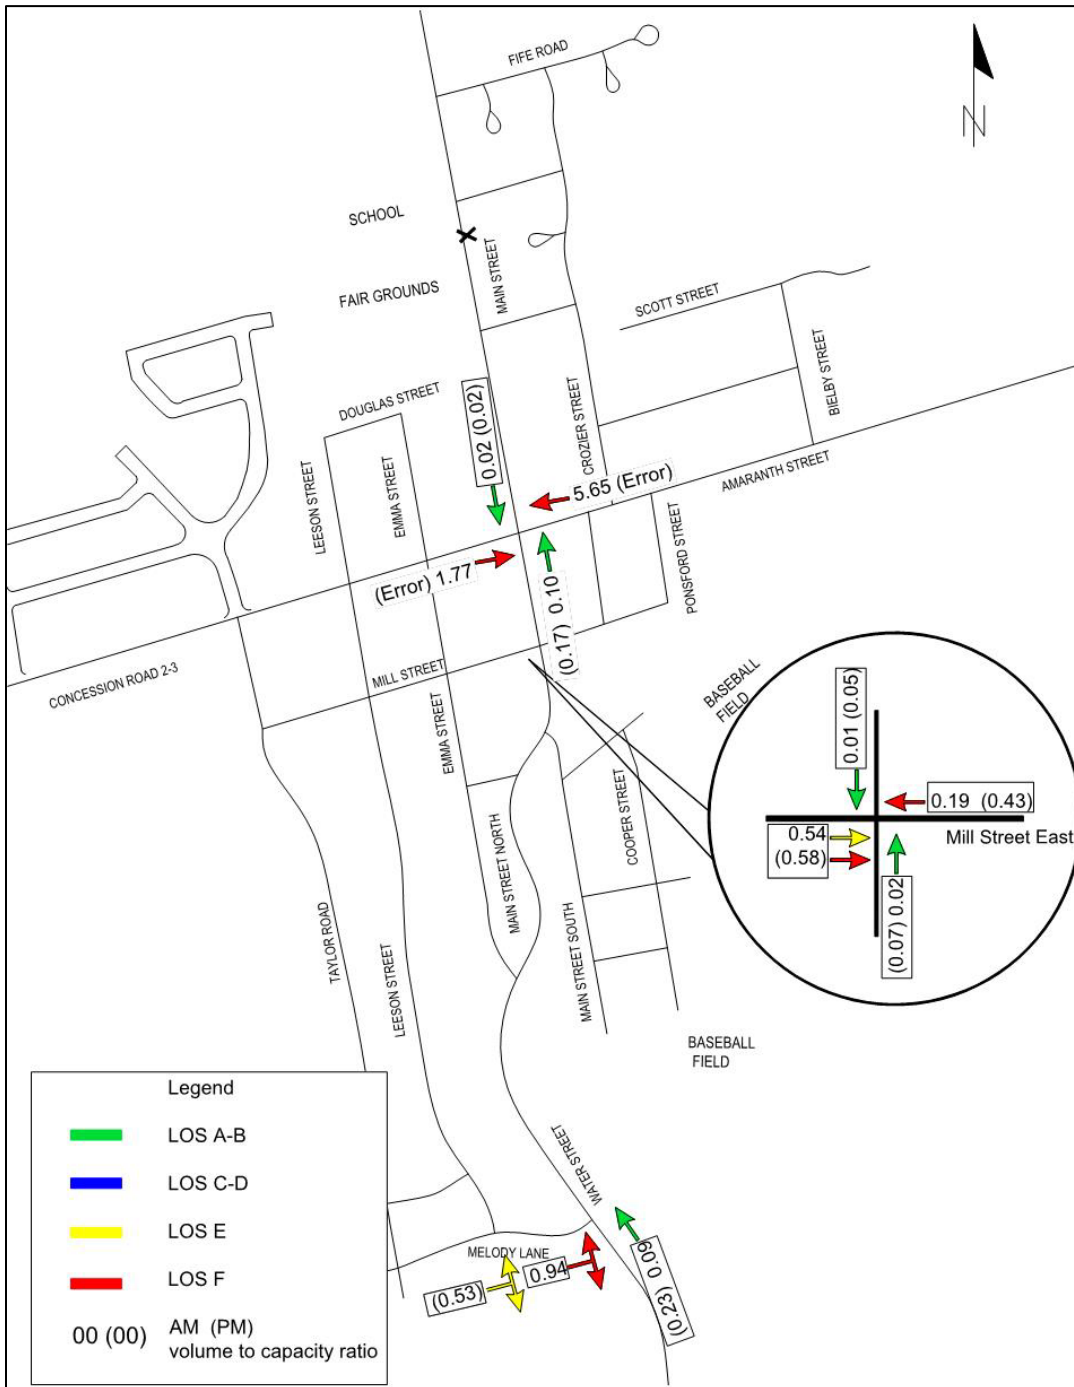 FIFE ROAD
N
SCHOOL
MAIN STREET
FAIR GROUNDS
SCOTT STREET
BIELBY STREET
DOUGLAS STREET
CROZIER STREET
0.02 (0.02)
LEESON STREET
EMMA STREET
AMARANTH STREET
5.65 (Error)
(Error) 1.77
(0.17) 0.10
PONSFORD STREET
CONCESSION ROAD 2-3
MILL STREET
BASEBALL
FIELD
EMMA STREET
0.01 (0.05)
0.19 (0.43)
0.54
(0.58)
Mill Street East
(0.07) 0.02
COOPER STREET
MAIN STREET NORTH
TAYLOR ROAD
LEESON STREET
MAIN STREET SOUTH
BASEBALL
FIELD
WATER STREET
MELODY LANE
(0.53)
0.94
(0.23) 0.09
Legend
LOS A-B
LOS C-D
LOS E
LOS F
00 (00)
AM (PM)
volume to capacity ratio